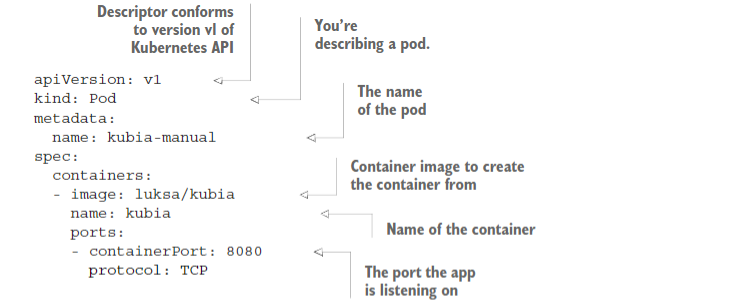 Descriptor conforms
to version vl of
Kubernetes API
You're
describing a pod.
apiVersion: v1
kind: Pod
The name
of the pod
metadata:
name: kubia-manual
spec:
containers:
Container image to create
the container from
- image: luksa/kubia
name: kubia
Name of the container
ports:
- containerPort: 8080
protocol: TCP
The port the app
is listening on